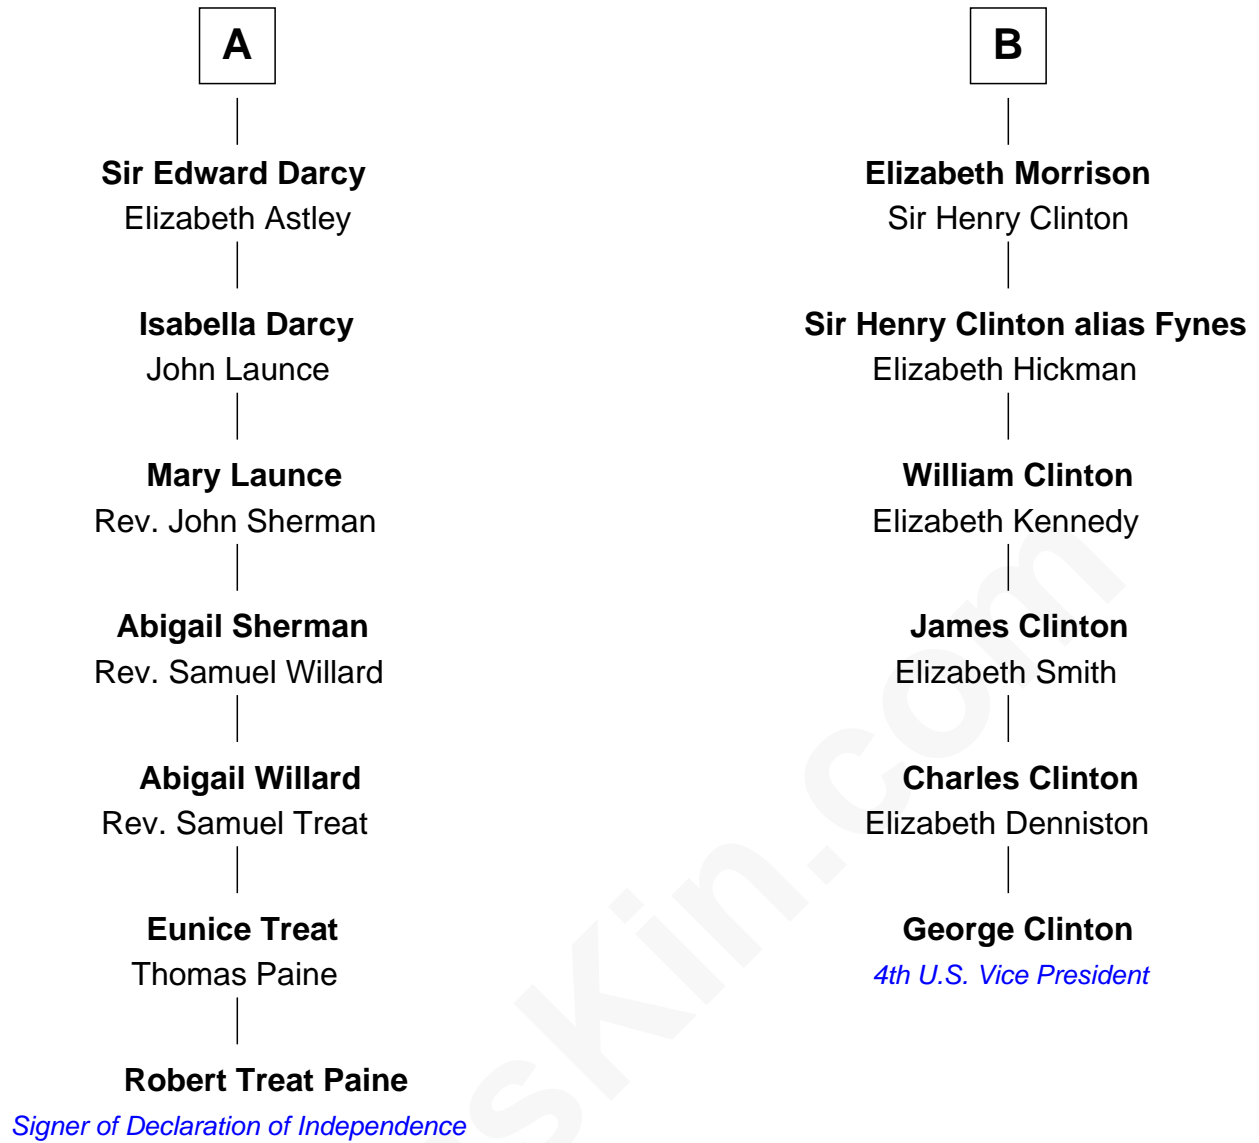 A
Sir Edward Darcy
Elizabeth Astley
Isabella Darcy
John Launce
Mary Launce
Rev. John Sherman
Abigail Sherman
Rev. Samuel Willard
Abigail Willard
Rev. Samuel Treat
Eunice Treat
Thomas Paine
Robert Treat Paine
Signer of Declaration of Independence
B
Elizabeth Morrison
Sir Henry Clinton
Sir Henry Clinton alias Fynes
Elizabeth Hickman
William Clinton
Elizabeth Kennedy
James Clinton
Elizabeth Smith
Charles Clinton
Elizabeth Denniston
George Clinton
4th U.S. Vice President
sKin.com